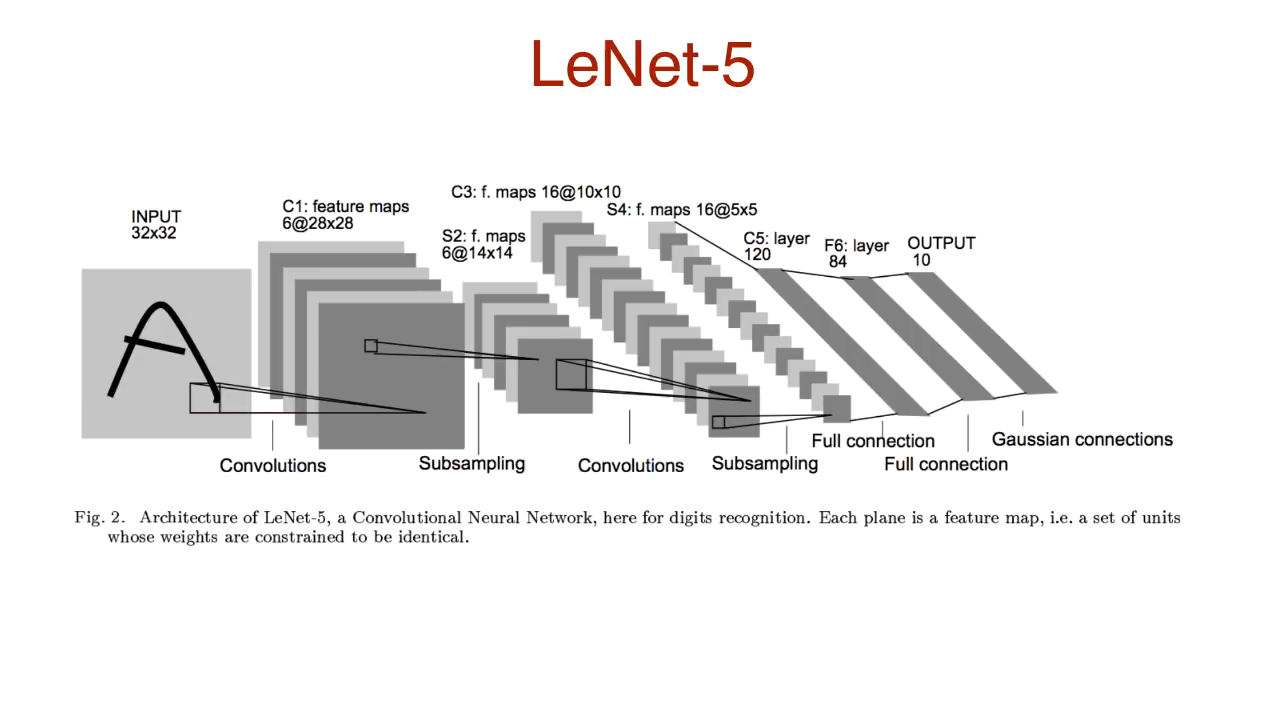 LeNet-5
C3: f. maps 16@10x10
INPUT
32x32
C1: feature maps
6@28x28
S4: f. maps 16@5x5
S2: f. maps
6@14x14
C5: layer
120
F6: layer
84
OUTPUT
10
A
Convolutions
Subsampling
Convolutions
Subsampling
Full connection
Full connection
Gaussian connections
Fig. 2. Architecture of LeNet-5, a Convolutional Neural Network, here for digits recognition. Each plane is a feature map, i.e. a set of units
whose weights are constrained to be identical.